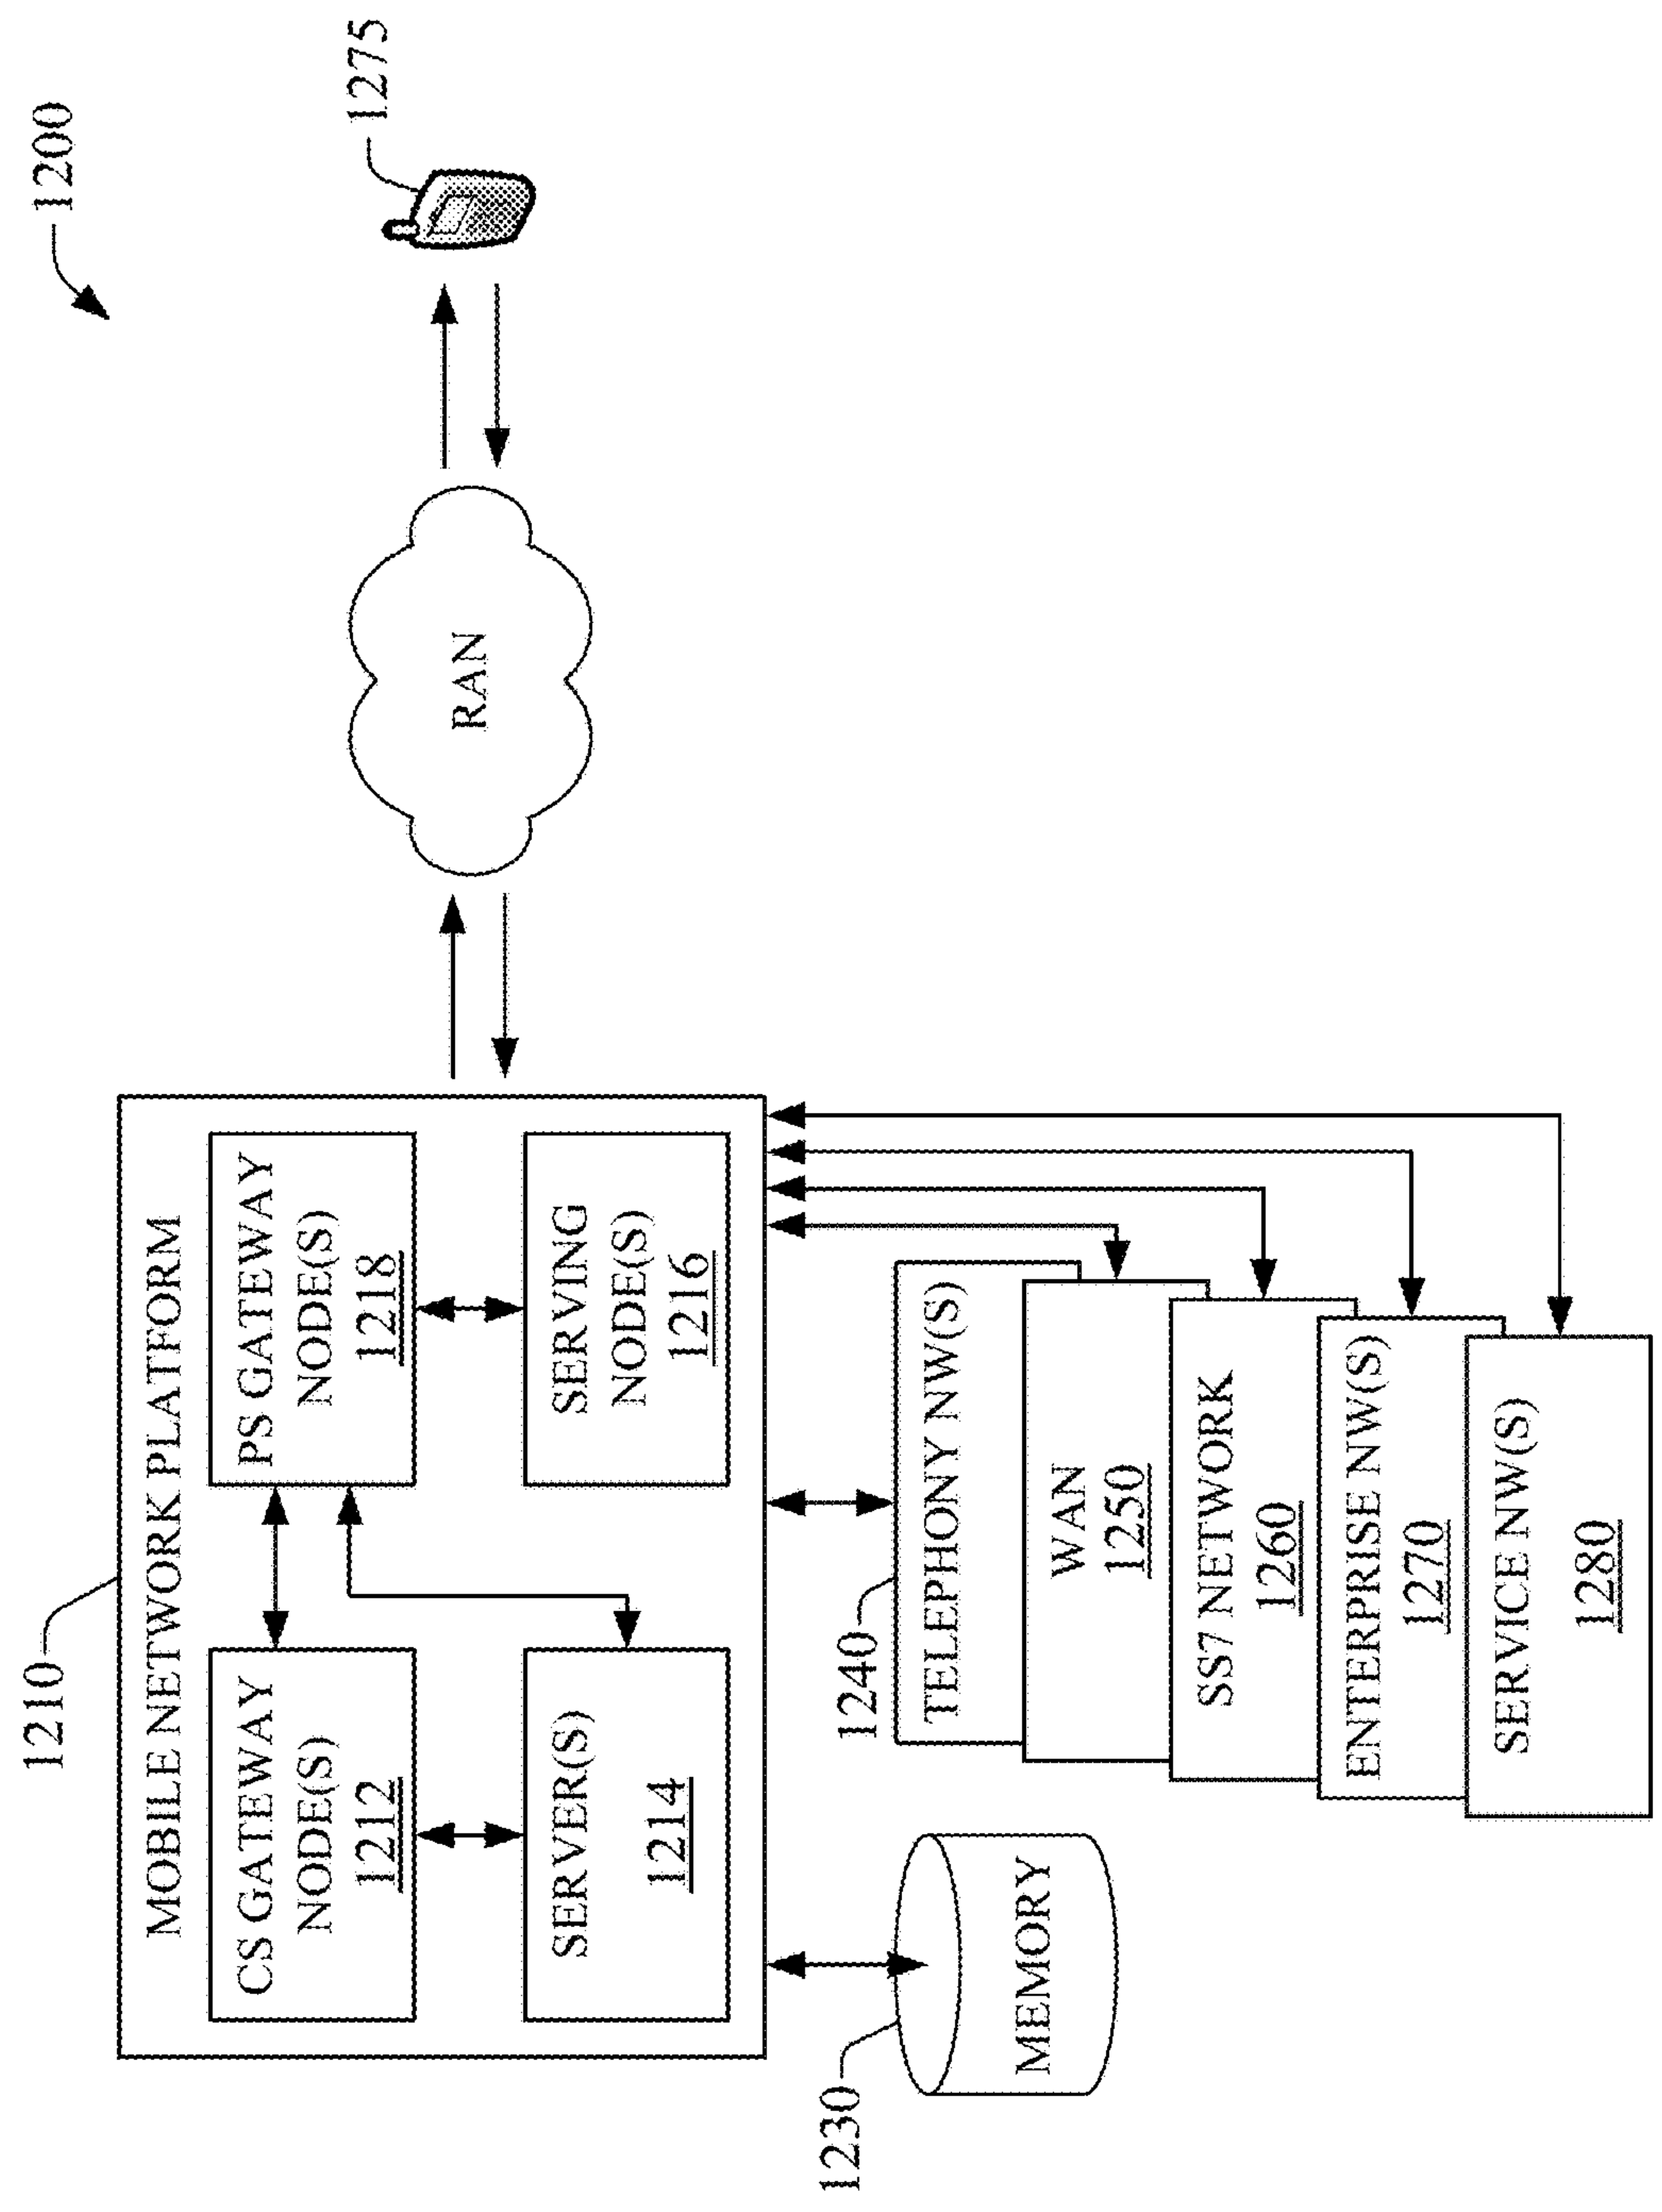 1200
1210
MOBILE NETWORK PLATFORM
CS GATEWAY
NODE(S)
1212
PS GATEWAY
NODE(S)
1218
SERVER(S)
1214
SERVING
NODE(S)
1216
RAN
1275
1230
MEMORY
1240
TELEPHONY NW(S)
WAN
1250
SS7 NETWORK
1260
ENTERPRISE NW(S)
1270
SERVICE NW(S)
1280